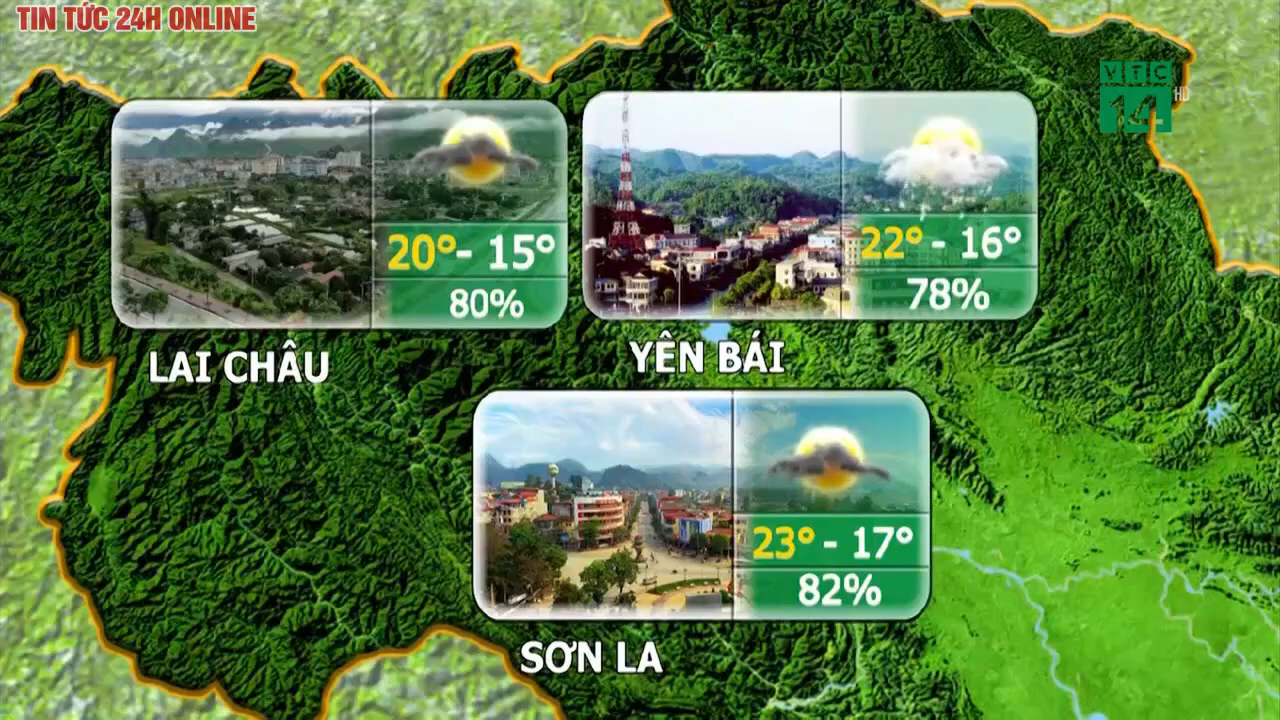 TIN TỨC 24H ONLINE
VTC
14
HD
20° - 15°
80%
LAI CHÂU
22° - 16°
78%
YÊN BÁI
23° - 17°
82%
SƠN LA